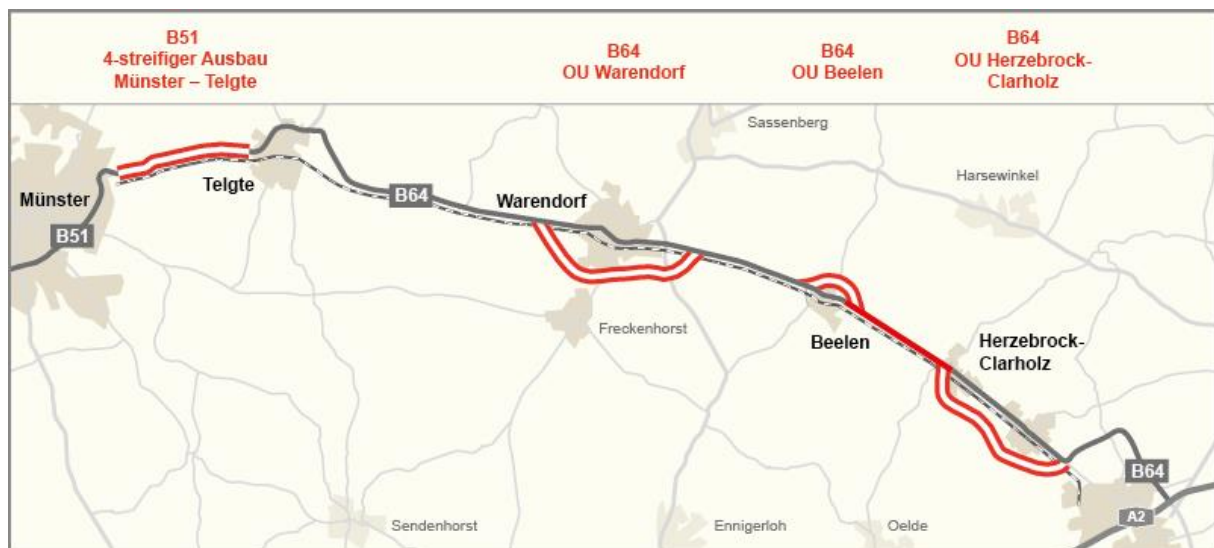 B51
4-streifiger Ausbau
Münster – Telgte
B64
OU Warendorf
B64
OU Beelen
B64
OU Herzebrock-
Clarholz
Sassenberg
Harsewinkel
Telgte
Münster
B64
Warendorf
B51
Freckenhorst
Beelen
Herzebrock-
Clarholz
B64
A2
Sendenhorst
Ennigerloh
Oelde